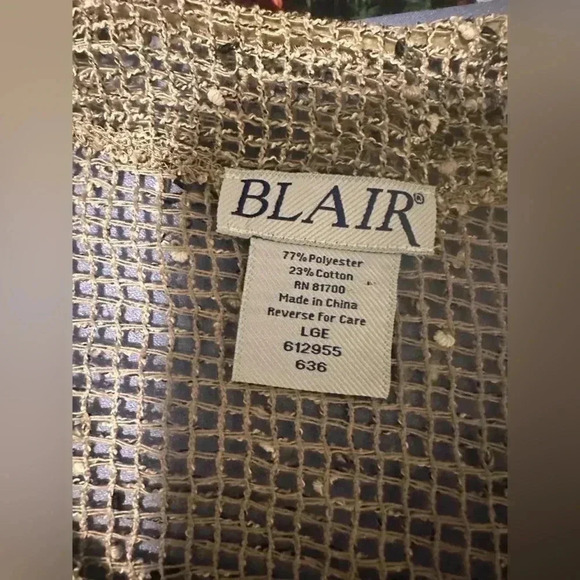 BLAIR®
77% Polyester
23% Cotton
RN 81700
Made in China
Reverse for Care
LGE
612955
636